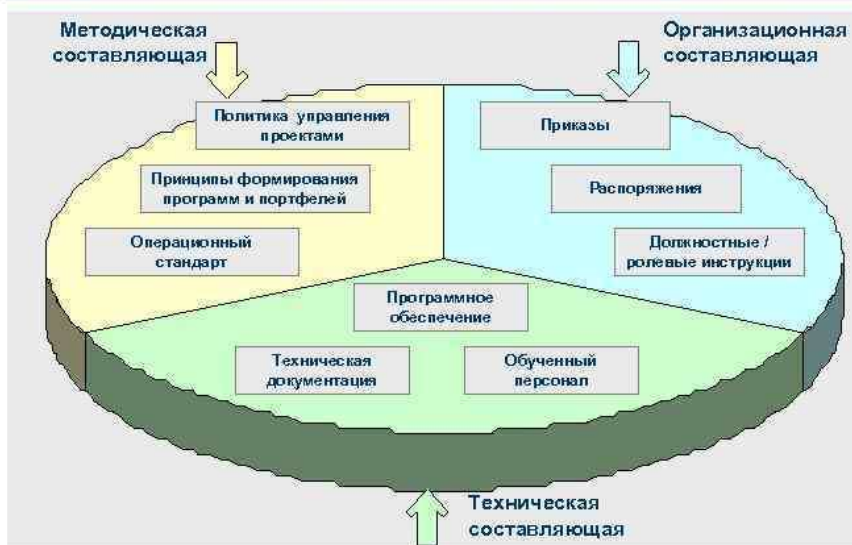 Методическая
составляющая
Организационная
составляющая
Политика управления
проектами
Принципы формирования
программ и портфелей
Операционный
стандарт
Приказы
Распоряжения
Должностные /
ролевые инструкции
Программное
обеспечение
Техническая
документация
Обученный
персонал
Техническая
составляющая